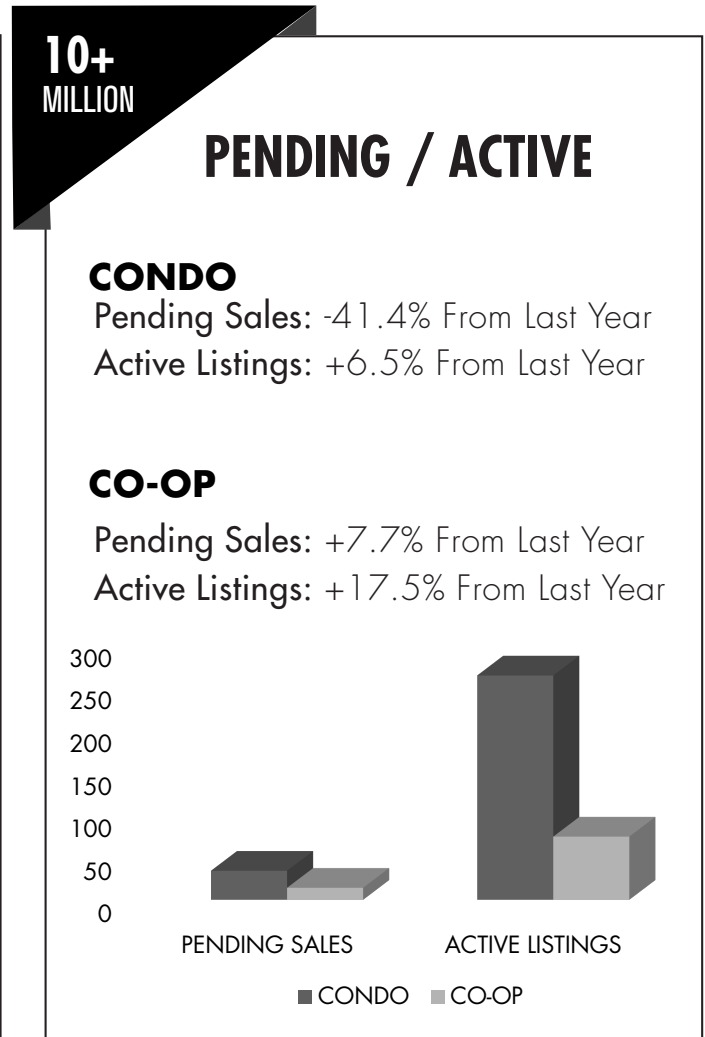 10+
MILLION
PENDING / ACTIVE
CONDO
Pending Sales: -41.4% From Last Year
Active Listings: +6.5% From Last Year
CO-OP
Pending Sales: +7.7% From Last Year
Active Listings: +17.5% From Last Year
300
250
200
150
100
50
0
PENDING SALES ACTIVE LISTINGS
CONDO CO-OP